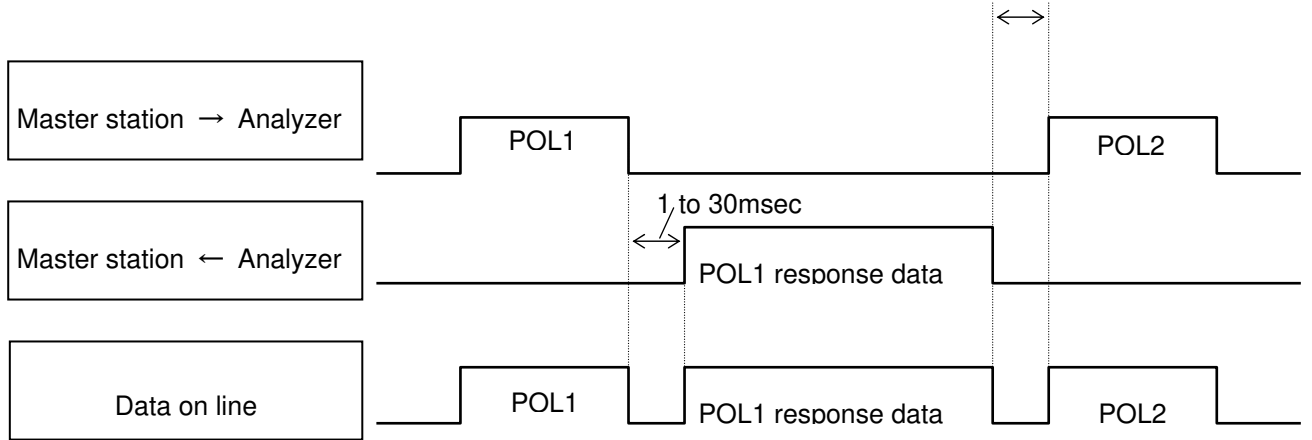 Master station → Analyzer
POL1
POL2
1 to 30msec
Master station ← Analyzer
POL1 response data
Data on line
POL1
POL1 response data
POL2